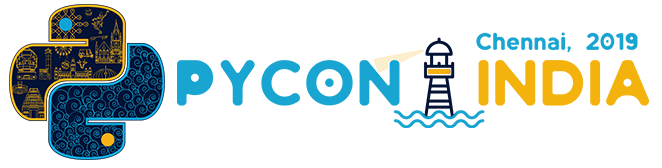 Chennai, 2019
PYCON INDIA